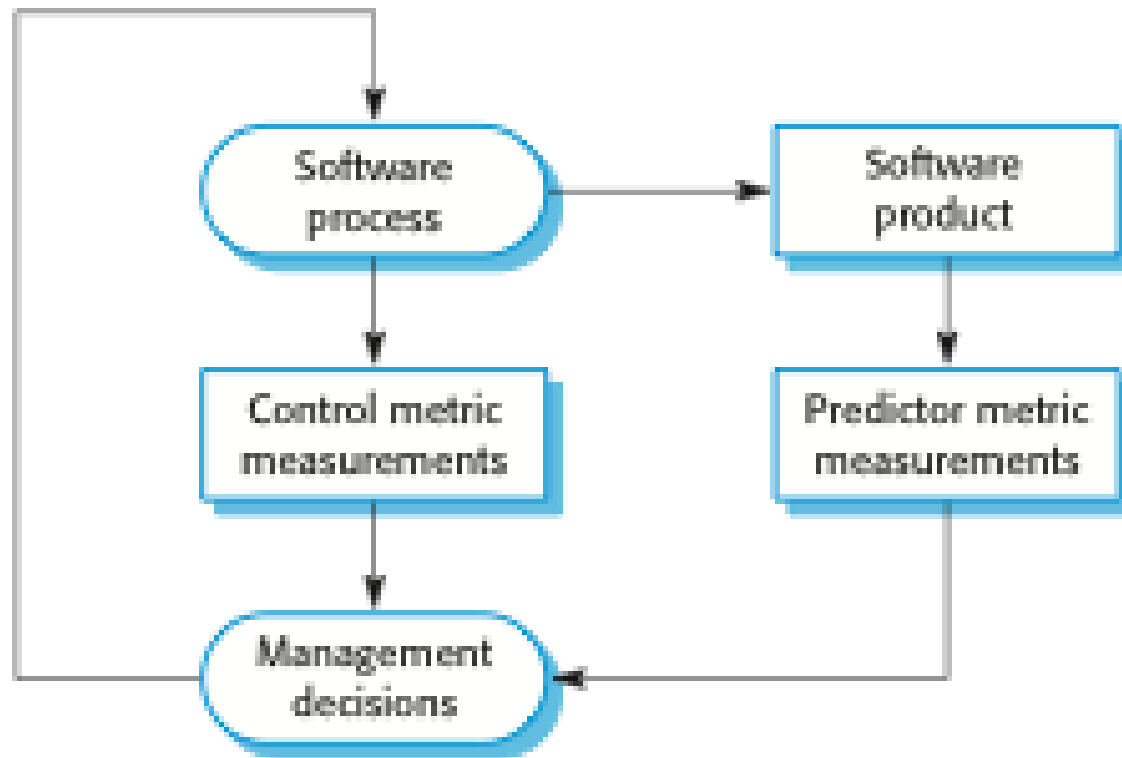 Software
process
Software
product
Control metric
measurements
Predictor metric
measurements
Management
decisions